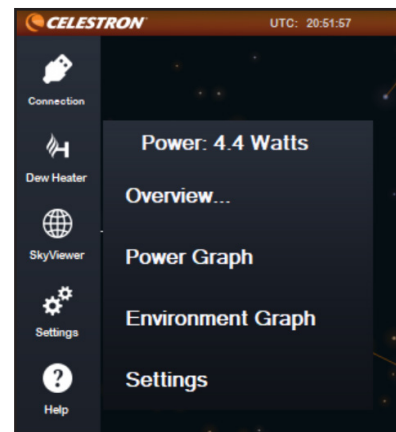 CELESTRON
UTC: 20:51:57
Connection
Power: 4.4 Watts
Dew Heater
Overview...
SkyViewer
Power Graph
Environment Graph
Settings
Settings
Help